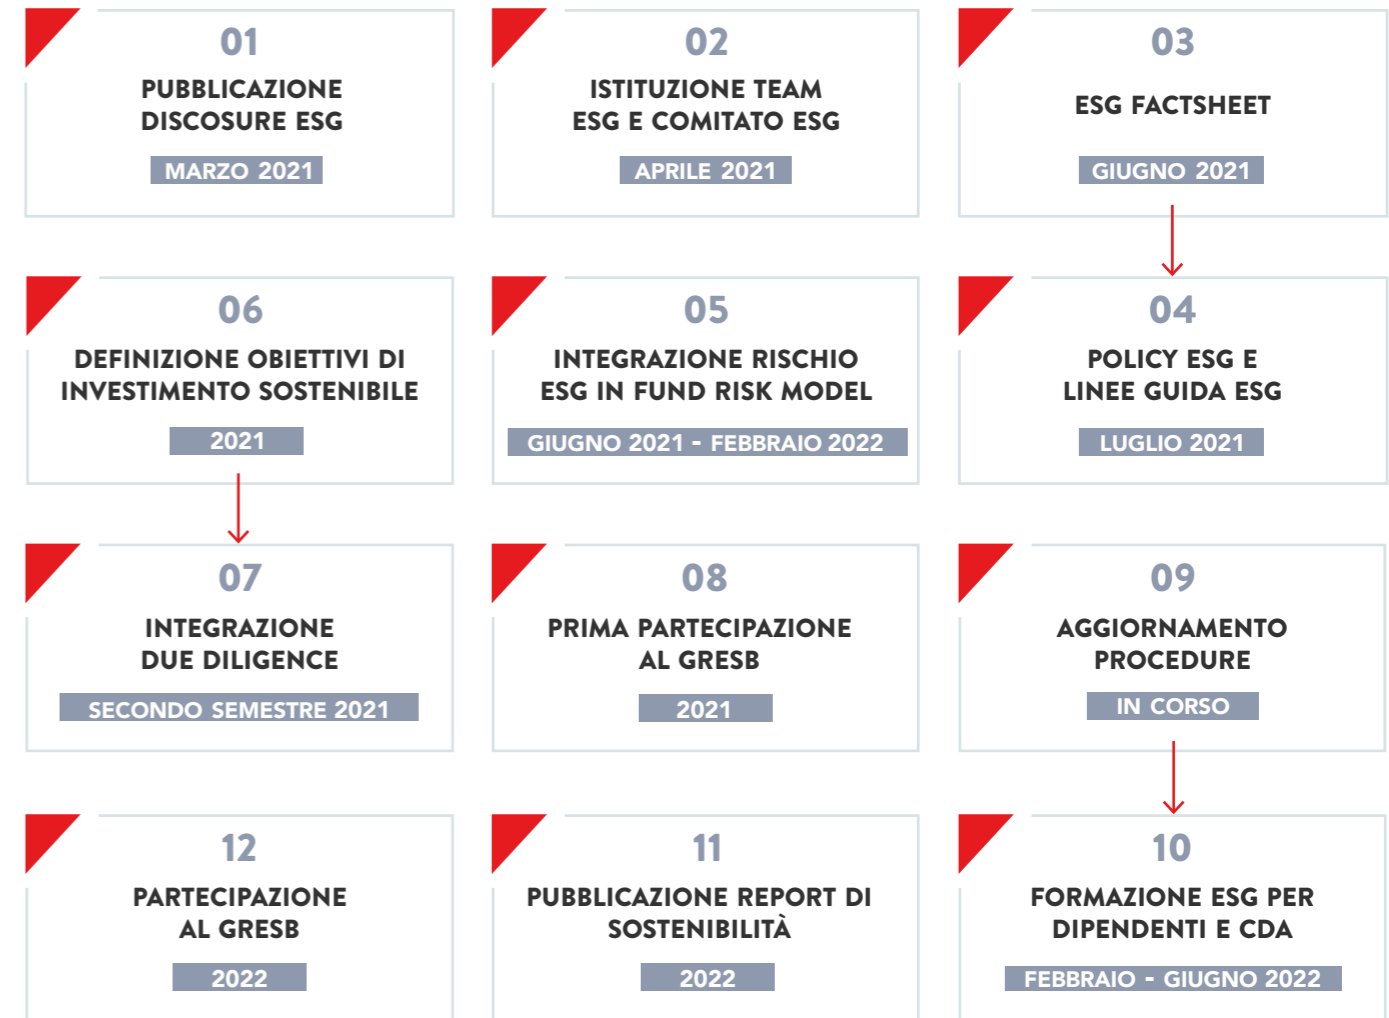 01
PUBBLICAZIONE
DISCOSURE ESG
MARZO 2021
02
ISTITUZIONE TEAM
ESG E COMITATO ESG
APRILE 2021
03
ESG FACTSHEET
GIUGNO 2021
04
POLICY ESG E
LINEE GUIDA ESG
LUGLIO 2021
05
INTEGRAZIONE RISCHIO
ESG IN FUND RISK MODEL
GIUGNO 2021 - FEBBRAIO 2022
06
DEFINIZIONE OBIETTIVI DI
INVESTIMENTO SOSTENIBILE
2021
07
INTEGRAZIONE
DUE DILIGENCE
SECONDO SEMESTRE 2021
08
PRIMA PARTECIPAZIONE
AL GRESB
2021
09
AGGIORNAMENTO
PROCEDURE
IN CORSO
10
FORMAZIONE ESG PER
DIPENDENTI E CDA
FEBBRAIO - GIUGNO 2022
11
PUBBLICAZIONE REPORT DI
SOSTENIBILITÀ
2022
12
PARTECIPAZIONE
AL GRESB
2022